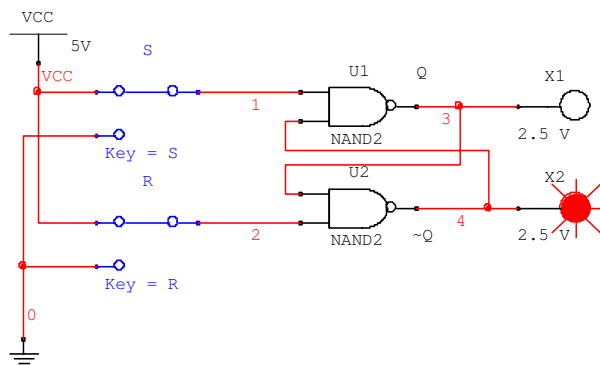 VCC
5V
S
VCC
U1
Q
X1
1
3
2.5 V
Key = S
NAND2
R
U2
X2
2
4
NAND2
~Q
2.5 V
Key = R
0